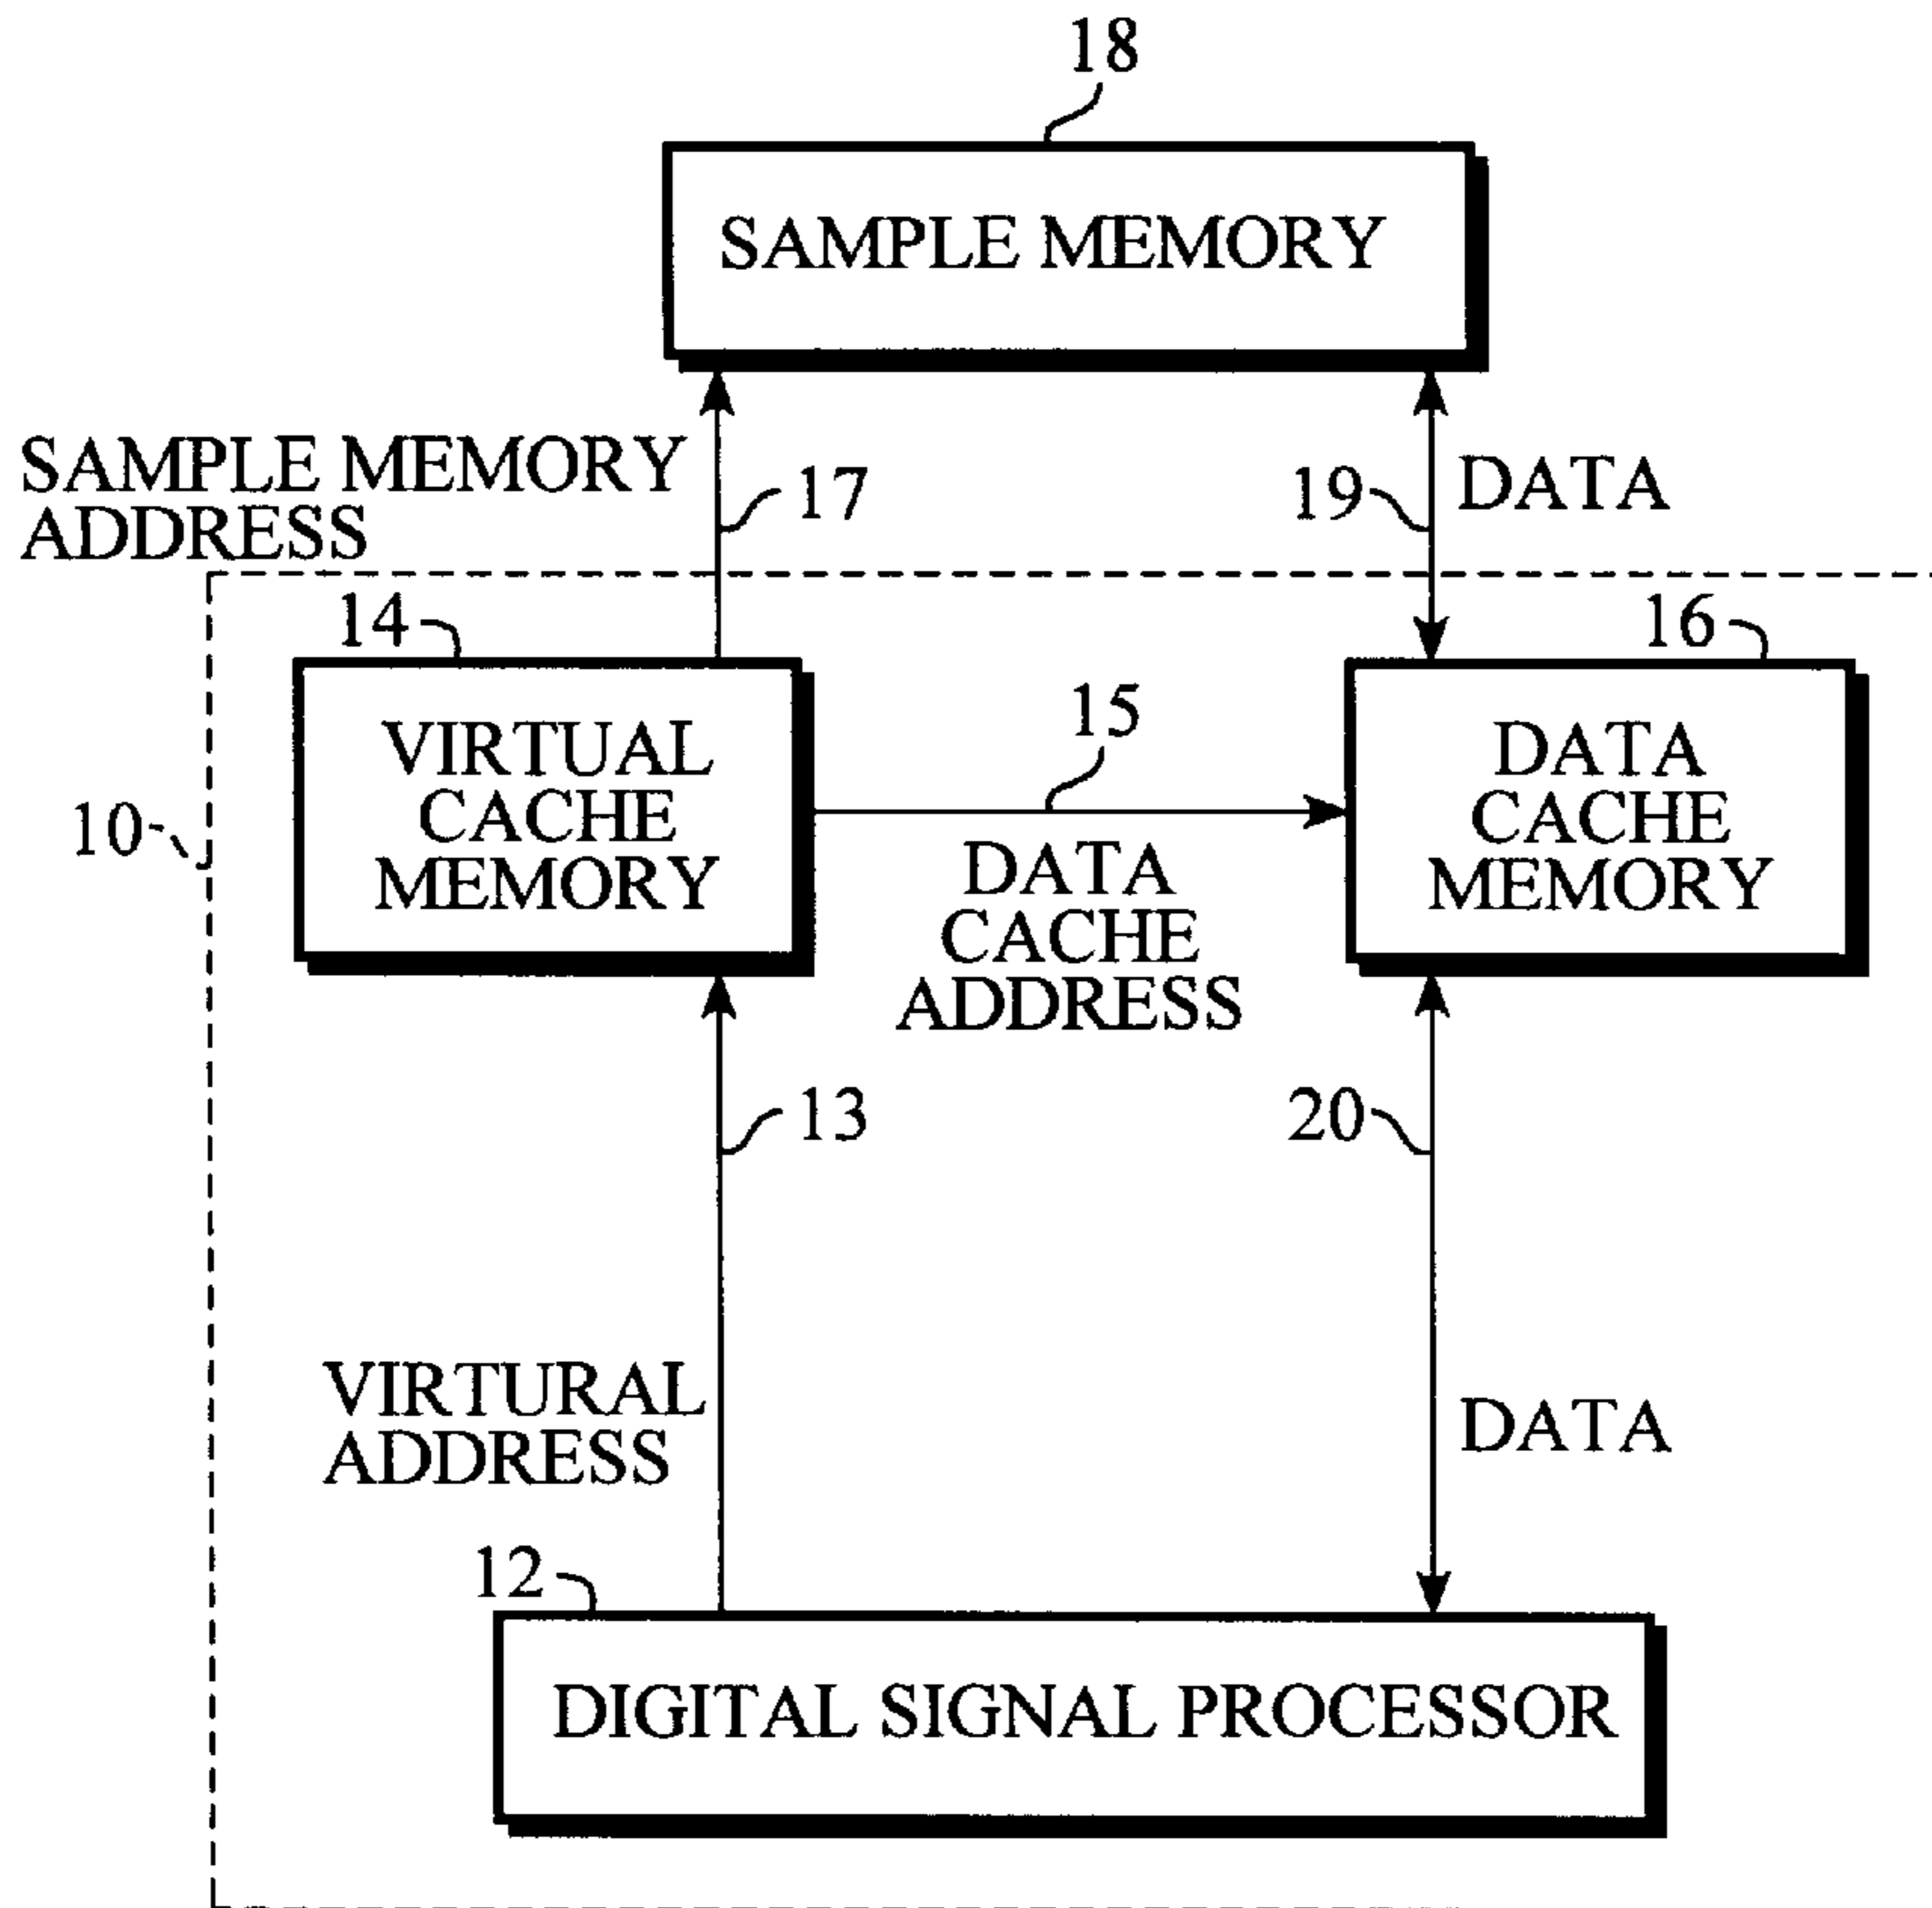 18
SAMPLE MEMORY
SAMPLE MEMORY
ADDRESS
17
19
DATA
14
16
VIRTUAL
CACHE
MEMORY
15
DATA
CACHE
MEMORY
10
DATA
CACHE
ADDRESS
13
20
VIRTURAL
ADDRESS
DATA
12
DIGITAL SIGNAL PROCESSOR